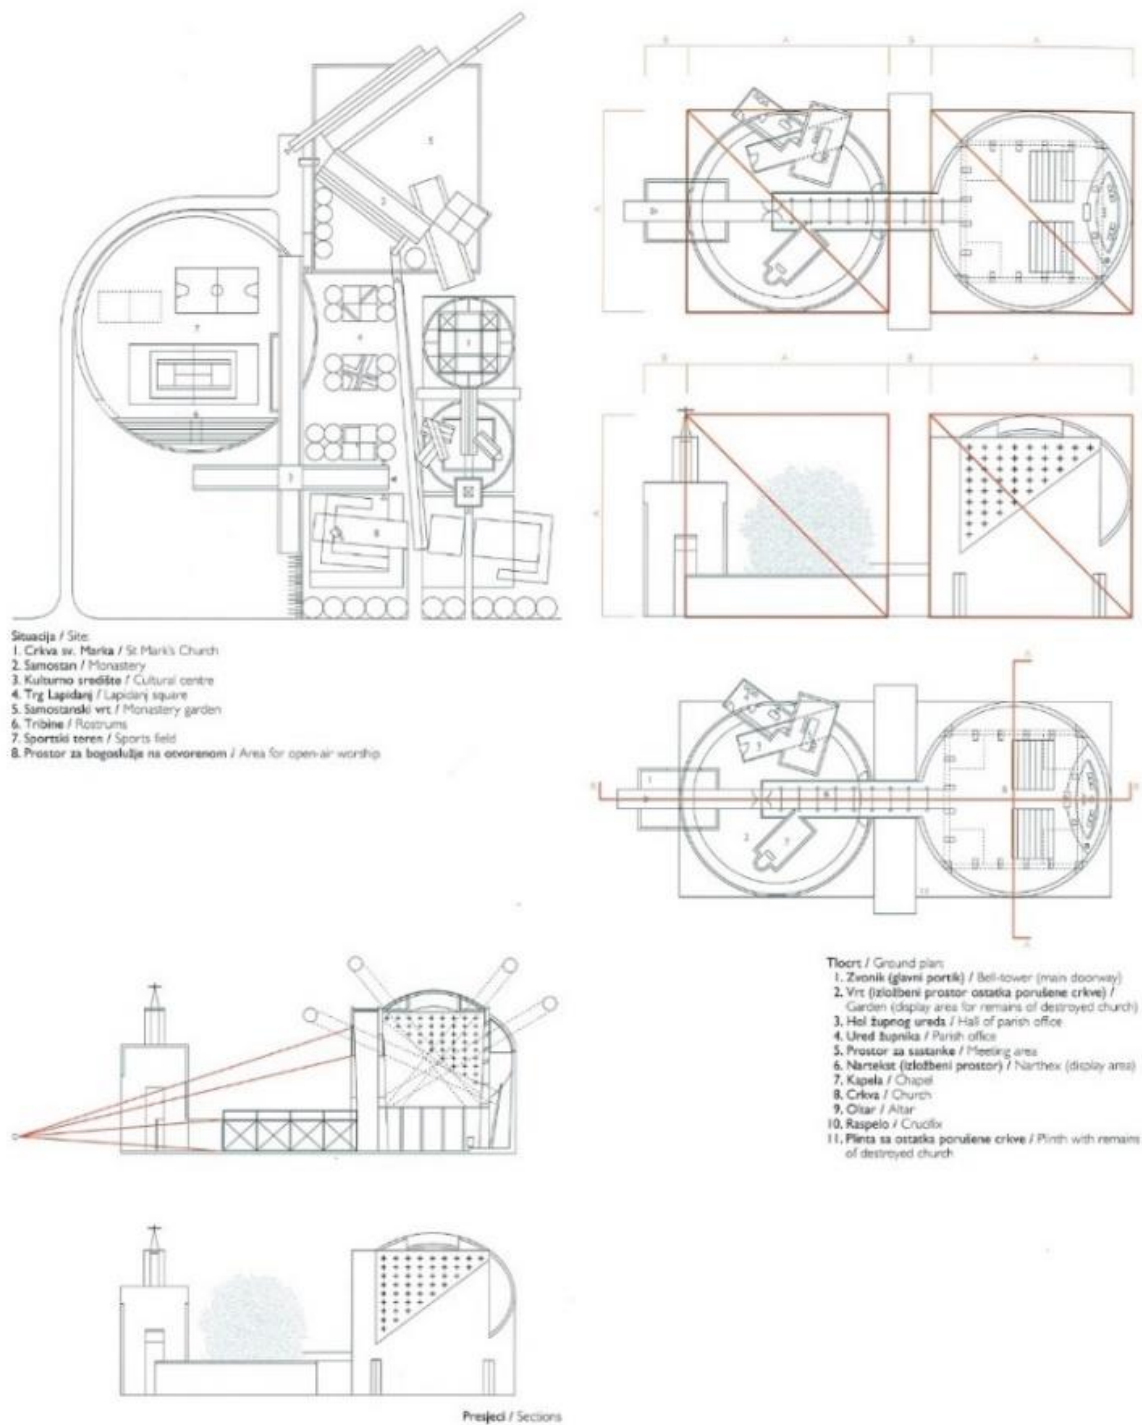 Situacija / Site:
1. Crkva sv. Marka / St Mark's Church
2. Samostan / Monastery
3. Kulturno središte / Cultural centre
4. Trg Lapidanj / Lapidanj square
5. Samostanski vrt / Monastery garden
6. Tribine / Rostrums
7. Sportski teren / Sports field
8. Prostor za bogoslužje na otvorenom / Area for open-air worship
Tlocrt / Ground plan:
1. Zvonik (glavni portik) / Bell-tower (main doorway)
2. Vrt (izložbeni prostor ostatka porušene crkve) /
Garden (display area for remains of destroyed church)
3. Hol župnog ureda / Hall of parish office
4. Ured župnika / Parish office
5. Prostor za sastanke / Meeting area
6. Nartekst (izložbeni prostor) / Narthex (display area)
7. Kapela / Chapel
8. Crkva / Church
9. Oltar / Altar
10. Raspelo / Crucifix
11. Plinta sa ostatka porušene crkve / Plinth with remains
of destroyed church
Presjeci / Sections